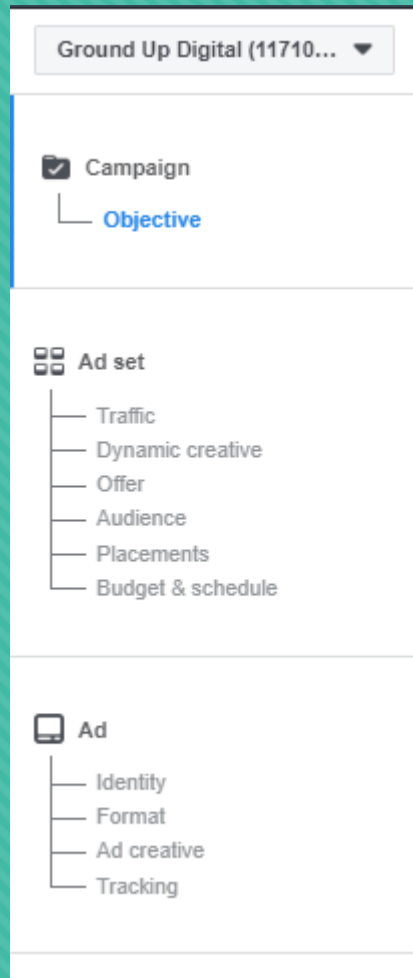 Ground Up Digital (11710...
Campaign
Objective
Ad set
Traffic
Dynamic creative
Offer
Audience
Placements
Budget & schedule
Ad
Identity
Format
Ad creative
Tracking